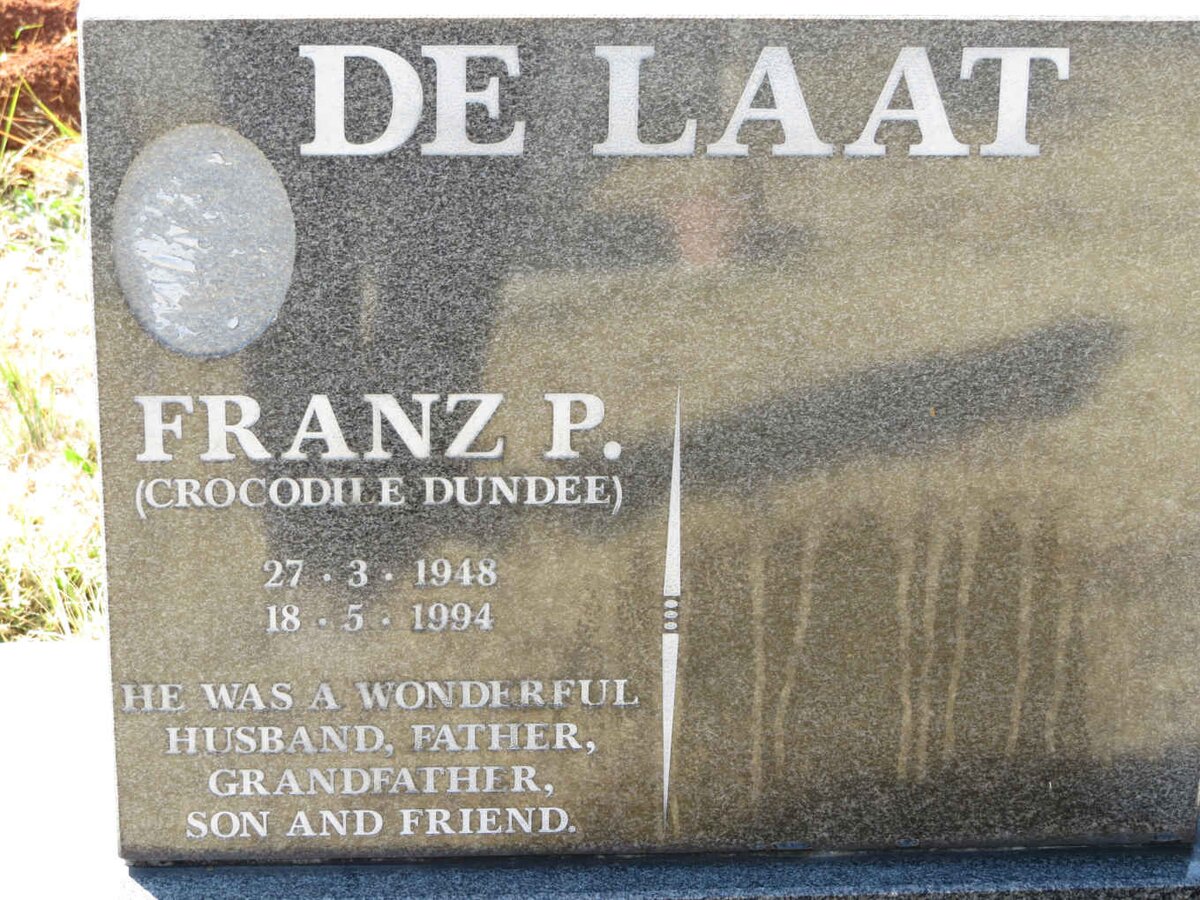 DE LAAT
FRANZ P.
(CROCODILE DUNDEE)
27 · 3 · 1948
18 · 5 · 1994
HE WAS A WONDERFUL
HUSBAND, FATHER,
GRANDFATHER,
SON AND FRIEND.